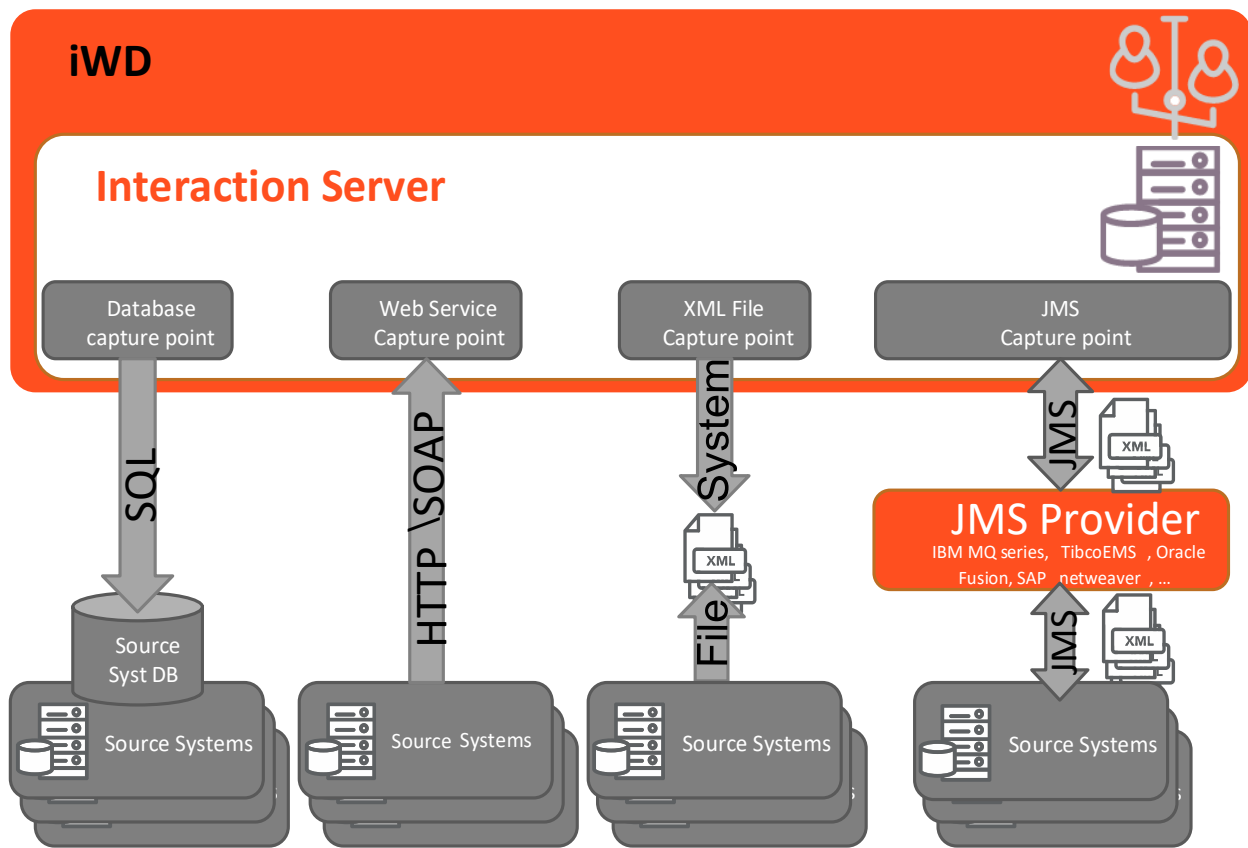 iWD
Interaction Server
Database
capture point
Web Service
Capture point
XML File
Capture point
JMS
Capture point
SQL
HTTP \SOAP
System
XML
File
JMS
XML
JMS Provider
IBM MQ series, TibcoEMS , Oracle
Fusion, SAP netweaver , ...
JMS
XML
Source
Syst DB
Source Systems
Source Systems
Source Systems
Source Systems
s
s
s